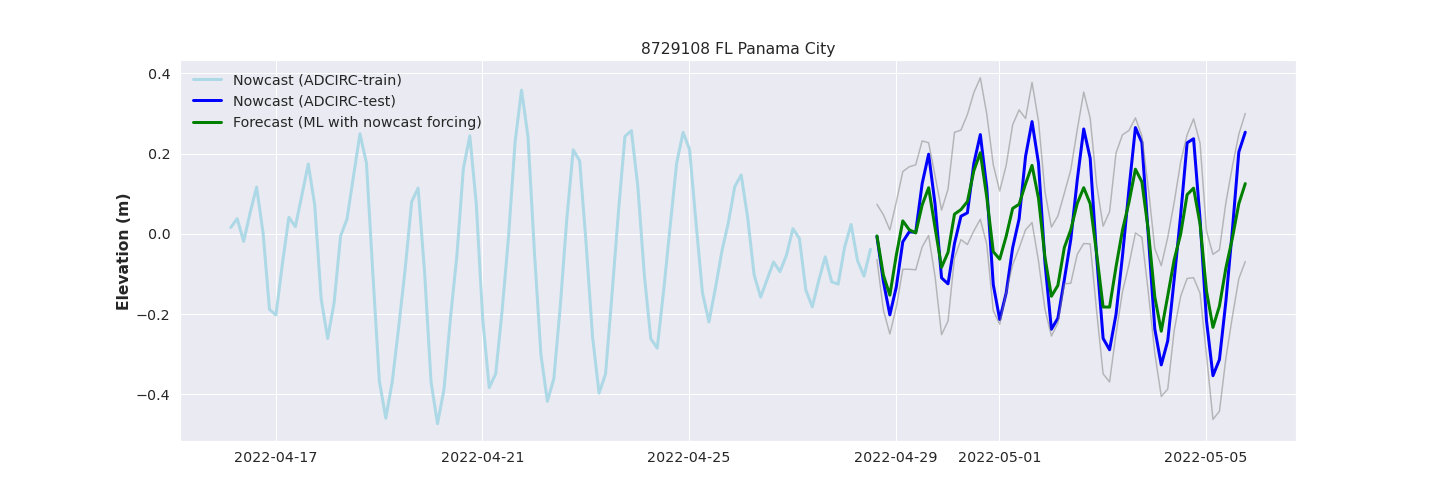 8729108 FL Panama City
Nowcast (ADCIRC-train)
Nowcast (ADCIRC-test)
Forecast (ML with nowcast forcing)
Elevation (m)
0.4
0.2
0.0
−0.2
−0.4
2022-04-17 2022-04-21 2022-04-25 2022-04-29 2022-05-01 2022-05-05